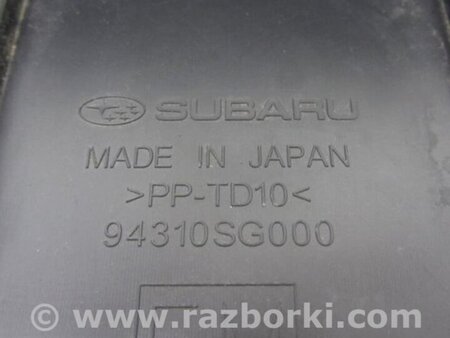 SUBARU
MADE IN JAPAN
>PP-TD10<
94310SG000
© www.razborki.com